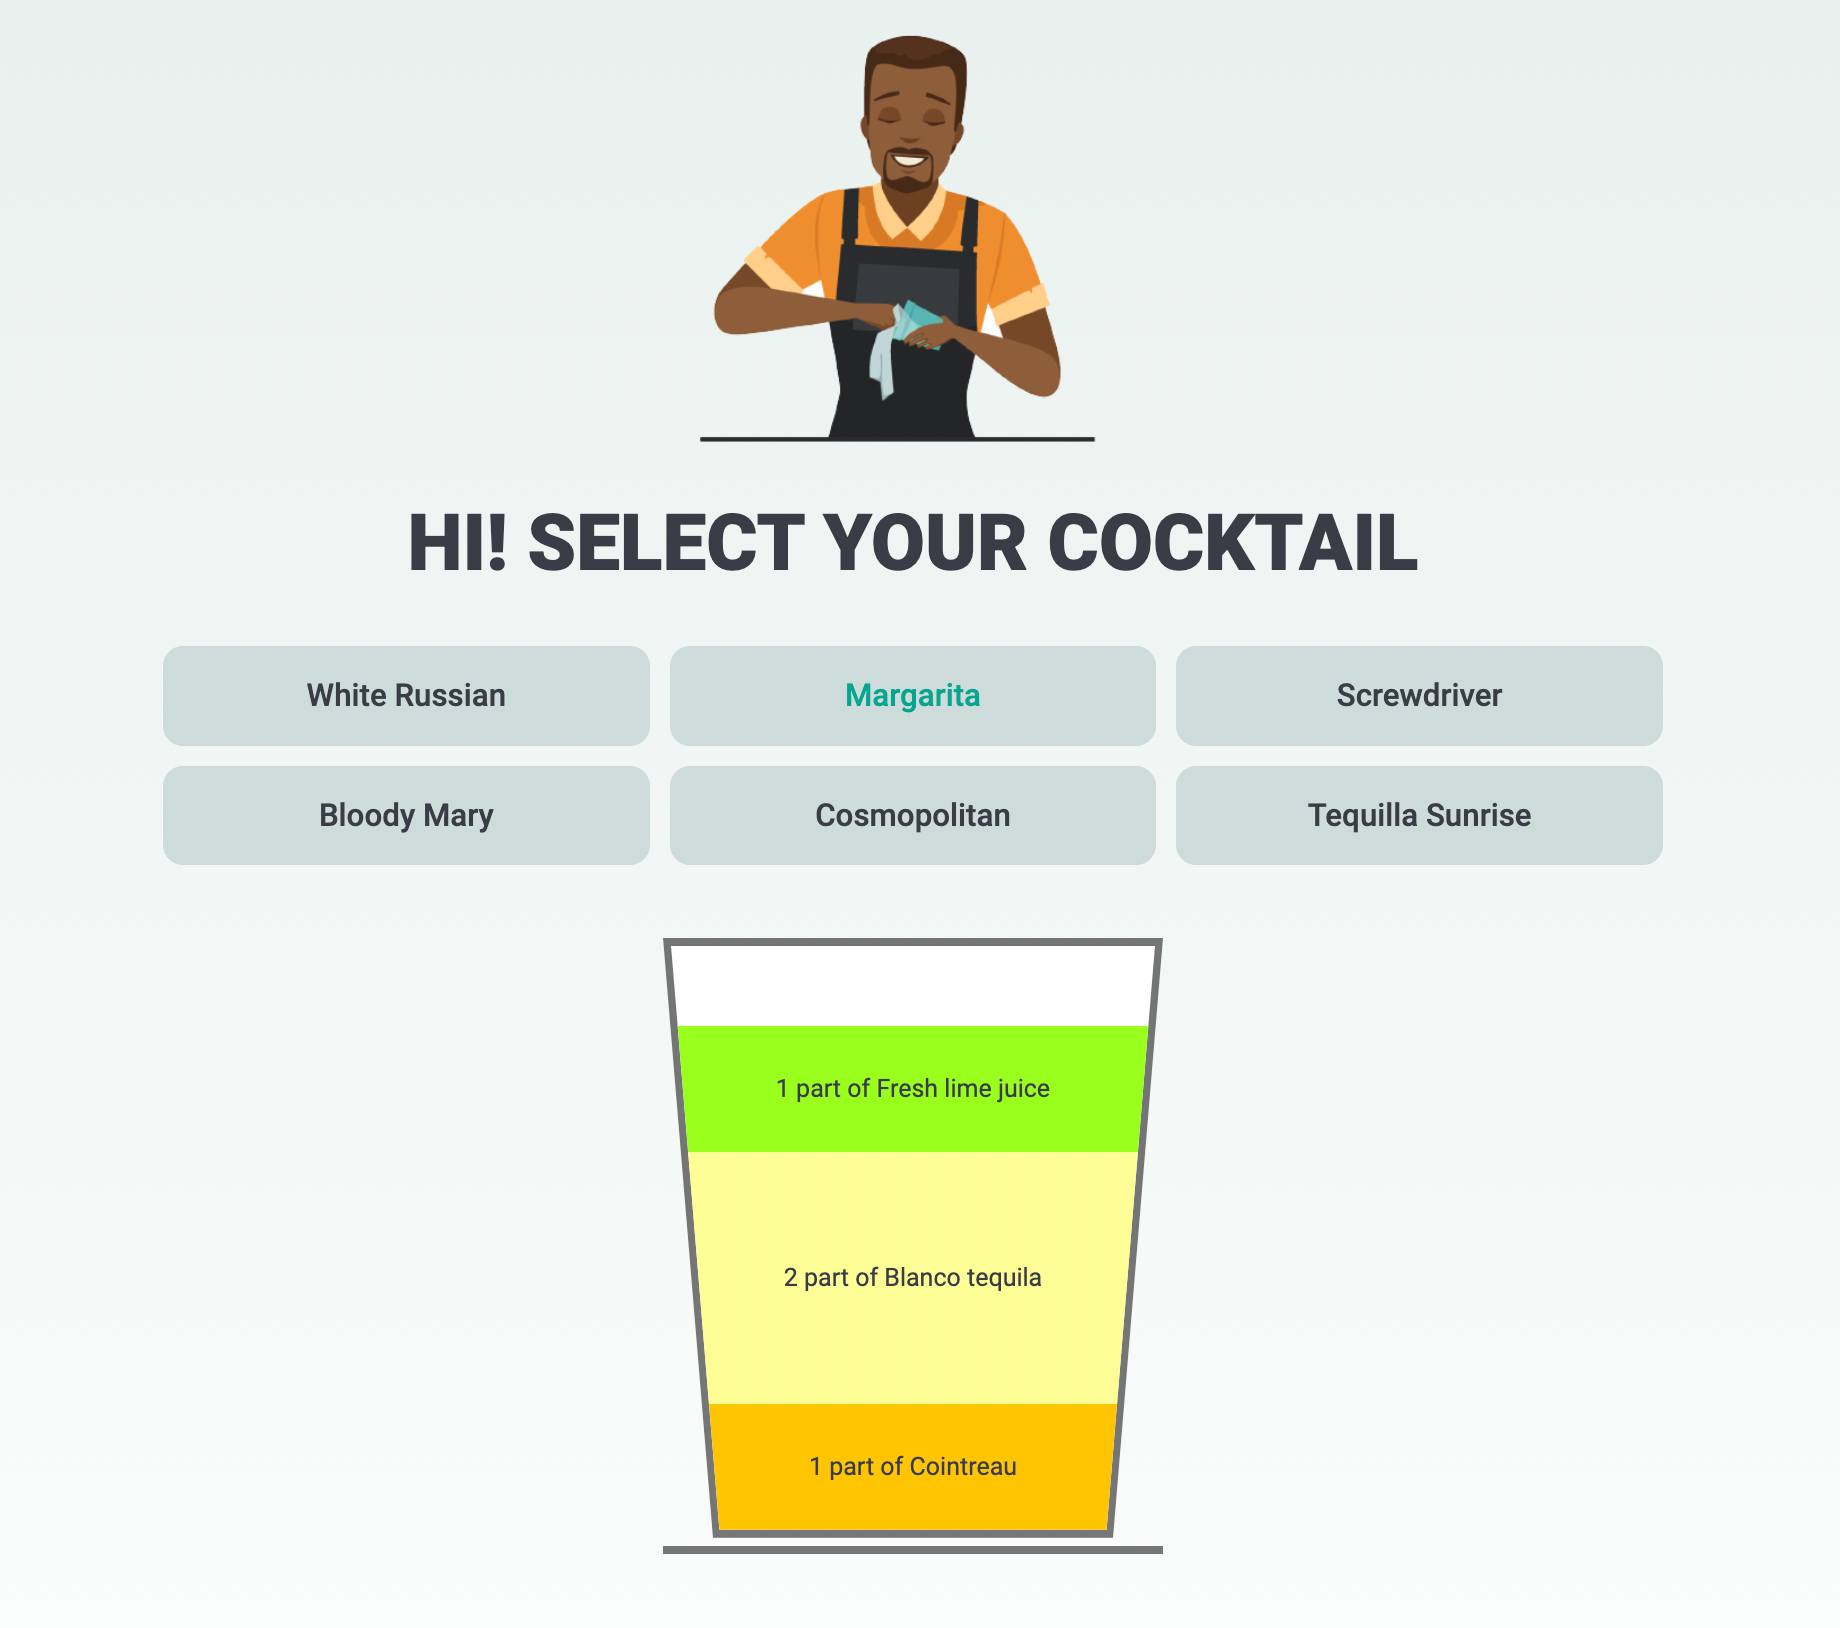 HI! SELECT YOUR COCKTAIL
White Russian
Margarita
Screwdriver
Bloody Mary
Cosmopolitan
Tequilla Sunrise
1 part of Fresh lime juice
2 part of Blanco tequila
1 part of Cointreau